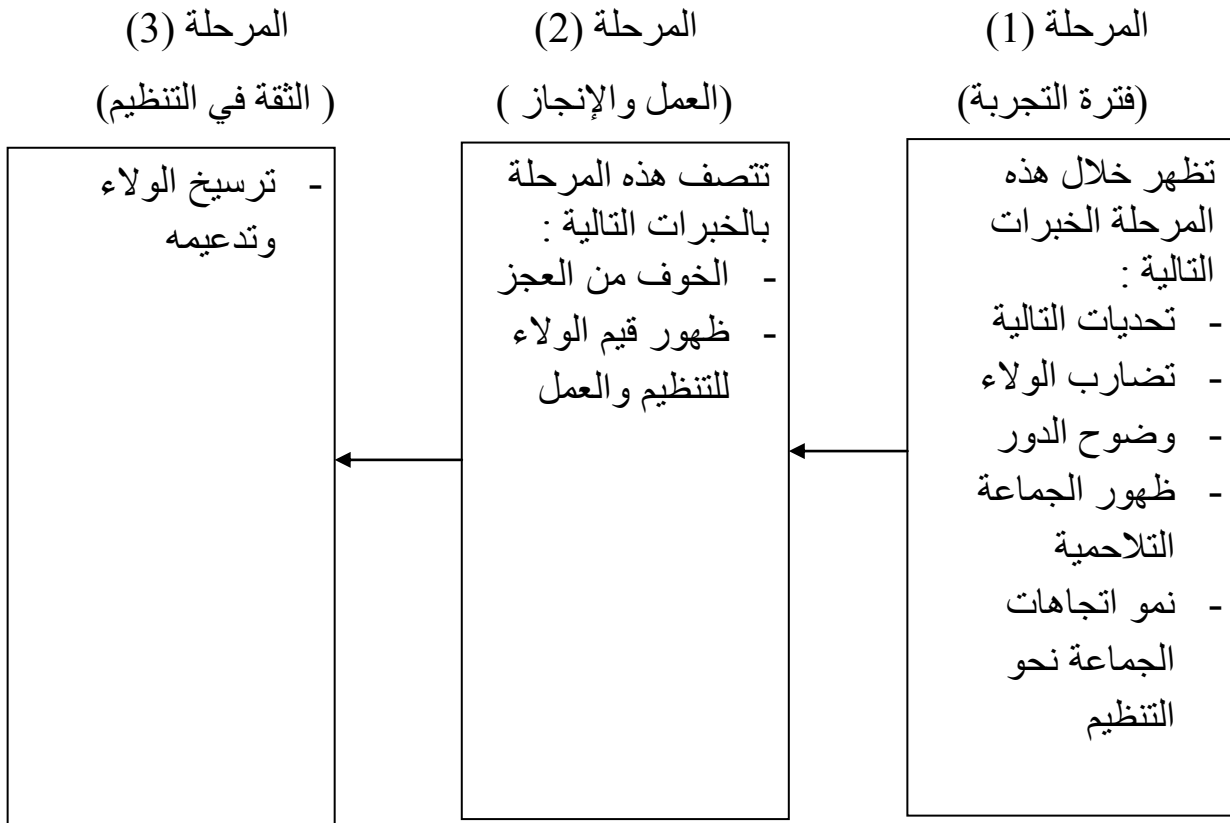 المرحلة (1)
(فترة التجربة)
تظهر خلال هذه
المرحلة الخبرات
التالية :
- تحديات التالية
- تضارب الولاء
- وضوح الدور
- ظهور الجماعة
التلاحمية
- نمو اتجاهات
الجماعة نحو
التنظيم
المرحلة (2)
(العمل والإنجاز )
تتصف هذه المرحلة
بالخبرات التالية :
- الخوف من العجز
- ظهور قيم الولاء
للتنظيم والعمل
المرحلة (3)
( الثقة في التنظيم)
- ترسيخ الولاء
وتدعيمه